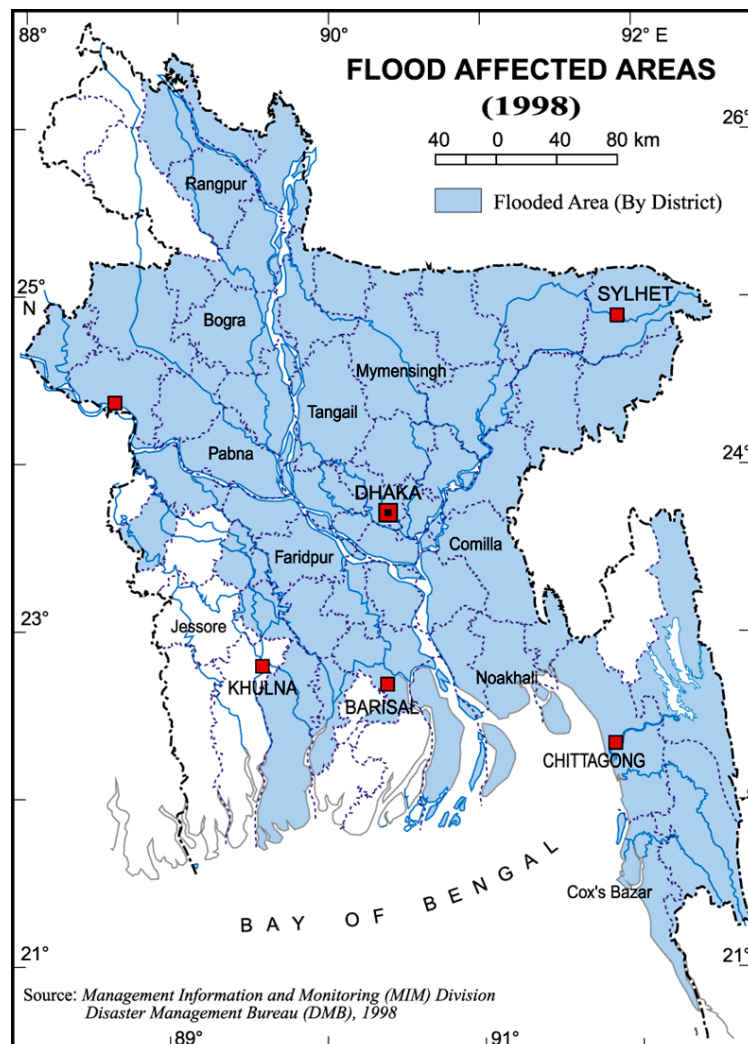 88°
90°
92° E
FLOOD AFFECTED AREAS
(1998)
26°
40 0 40 80 km
Rangpur
Flooded Area (By District)
25°
N
SYLHET
Bogra
Mymensingh
Tangail
24°
Pabna
DHAKA
Comilla
Faridpur
23°
Jessore
Noakhali
KHULNA
BARISAL
CHITTAGONG
Cox's Bazar
BAY OF BENGAL
21°
21°
Source: Management Information and Monitoring (MIM) Division
Disaster Management Bureau (DMB), 1998
89°
91°